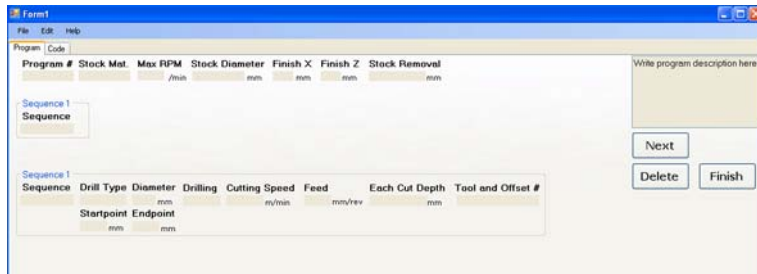 Form1
File Edit Help
Program Code
Program # Stock Mat. Max RPM Stock Diameter Finish X Finish Z Stock Removal
/min mm mm mm mm
Write program description here
Sequence 1
Sequence
Next
Delete Finish
Sequence 1
Sequence Drill Type Diameter Drilling Cutting Speed Feed Each Cut Depth Tool and Offset #
mm m/min mm/rev mm
Startpoint Endpoint
mm mm